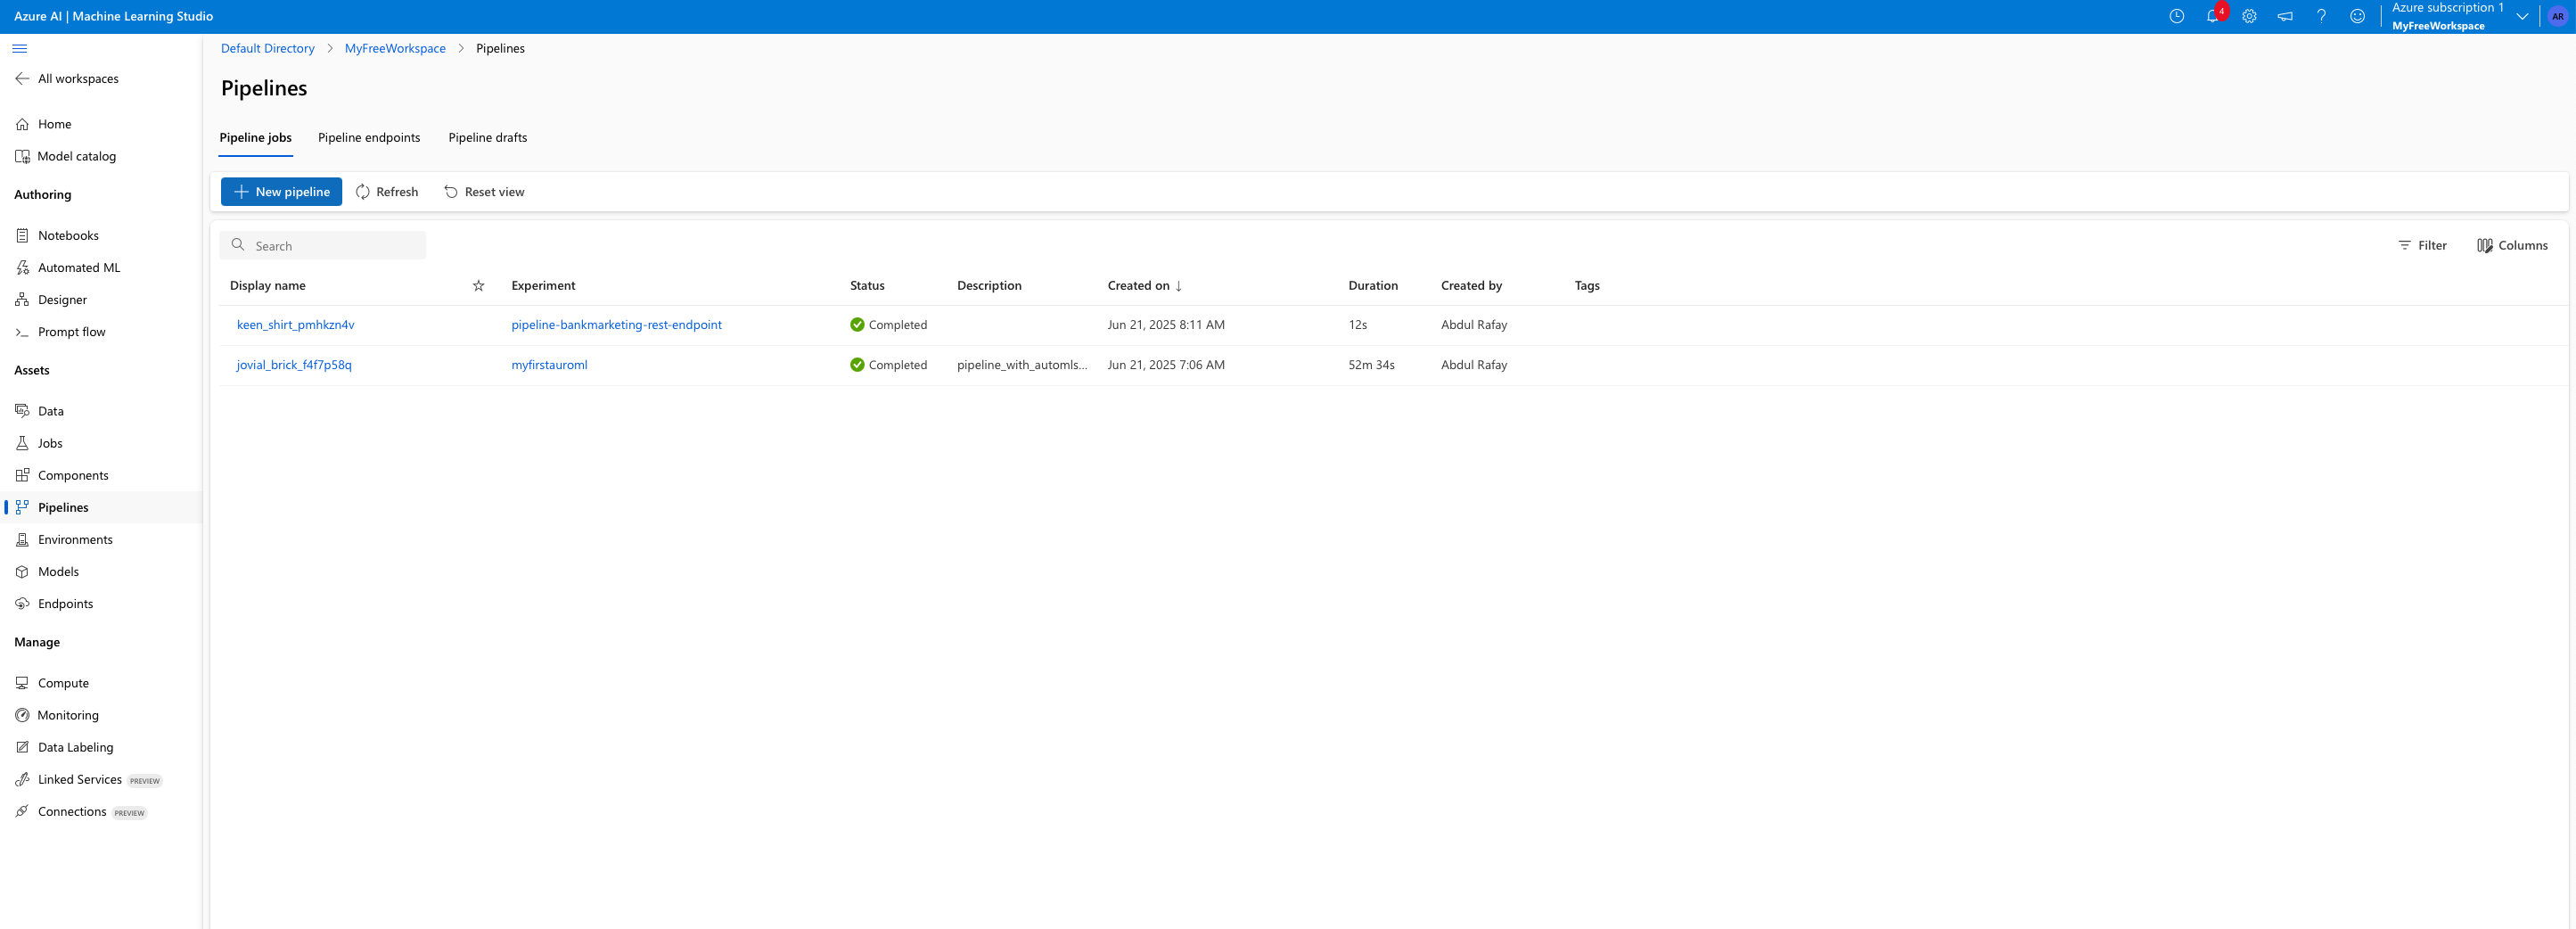 Azure AI | Machine Learning Studio
4
Azure subscription 1
MyFreeWorkspace
AR
All workspaces
Home
Model catalog
Authoring
Notebooks
Automated ML
Designer
Prompt flow
Assets
Data
Jobs
Components
Pipelines
Environments
Models
Endpoints
Manage
Compute
Monitoring
Data Labeling
Linked Services PREVIEW
Connections PREVIEW
Default Directory > MyFreeWorkspace > Pipelines
Pipelines
Pipeline jobs Pipeline endpoints Pipeline drafts
New pipeline Refresh Reset view
Search Filter Columns
Display name Experiment Status Description Created on ↓ Duration Created by Tags
keen_shirt_pmhkzn4v pipeline-bankmarketing-rest-endpoint Completed Jun 21, 2025 8:11 AM 12s Abdul Rafay
jovial_brick_f4f7p58q myfirstauroml Completed pipeline_with_automls... Jun 21, 2025 7:06 AM 52m 34s Abdul Rafay